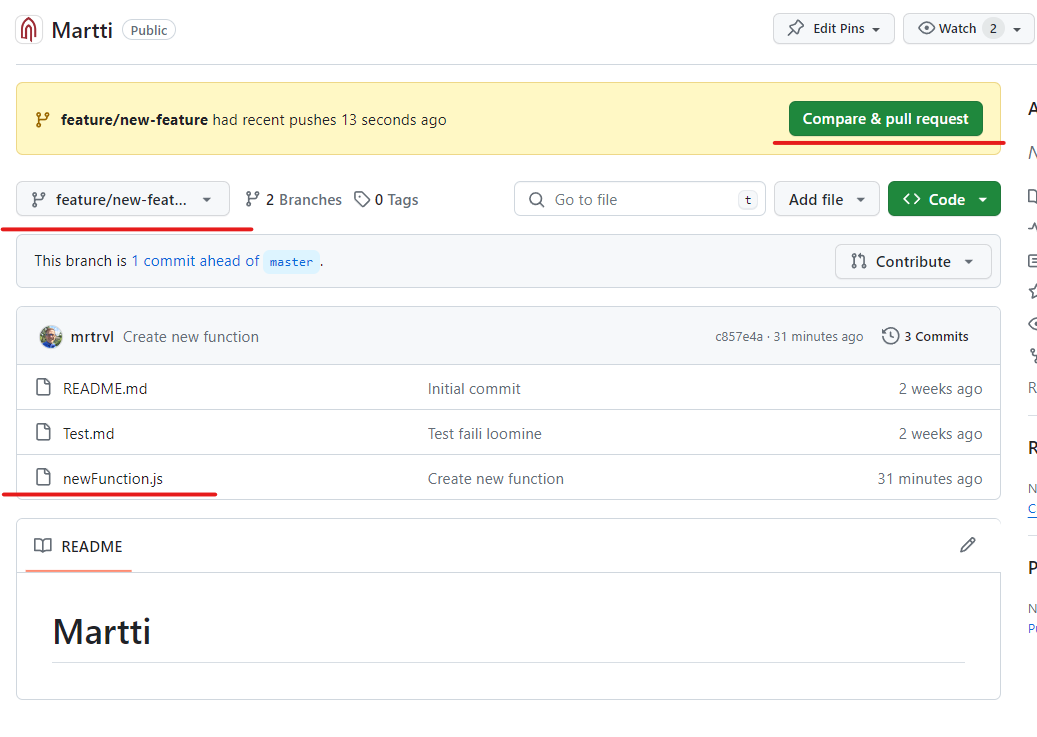 Martti Public Edit Pins Watch 2
feature/new-feature had recent pushes 13 seconds ago Compare & pull request
feature/new-feat... 2 Branches 0 Tags Go to file t Add file Code
This branch is 1 commit ahead of master . Contribute
mrtrvl Create new function c857e4a · 31 minutes ago 3 Commits
README.md Initial commit 2 weeks ago
Test.md Test faili loomine 2 weeks ago
newFunction.js Create new function 31 minutes ago
README
Martti